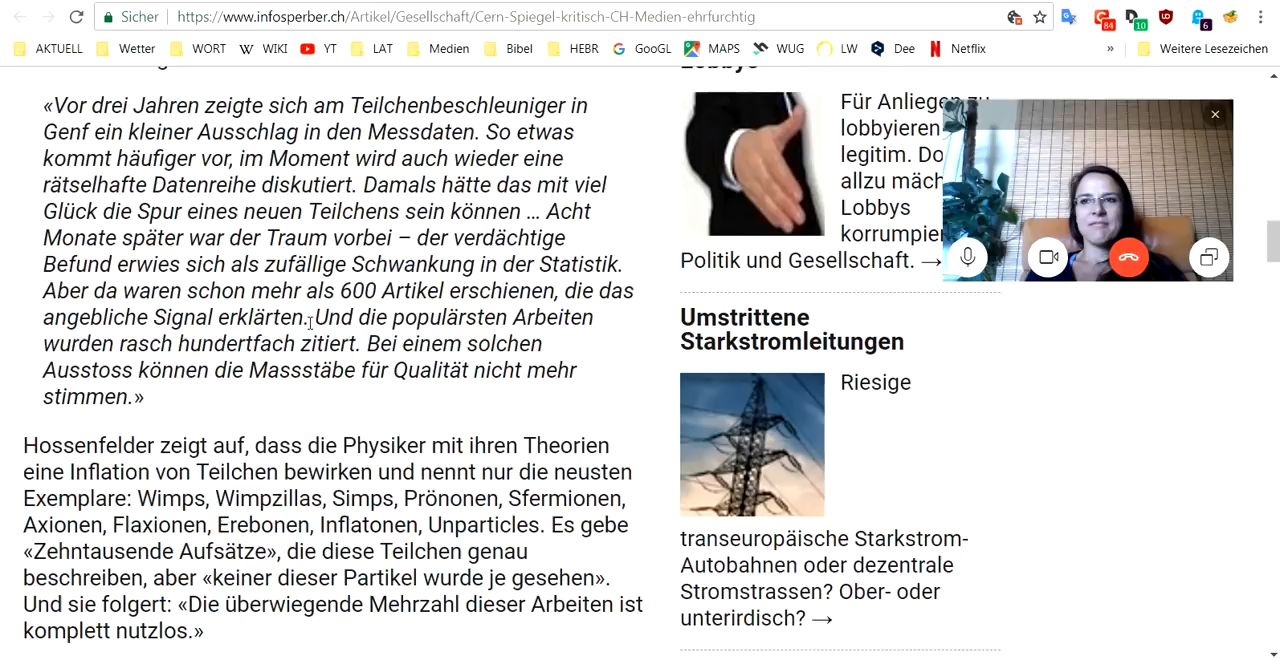 Sicher
https://www.infosperber.ch/Artikel/Gesellschaft/Cern-Spiegel-kritisch-CH-Medien-ehrfurchtig
84
10
6
AKTUELL
Wetter
WORT
WIKI
YT
LAT
Medien
Bibel
HEBR
GooGL
MAPS
WUG
LW
Dee
Netflix
»
Weitere Lesezeichen
«Vor drei Jahren zeigte sich am Teilchenbeschleuniger in
Genf ein kleiner Ausschlag in den Messdaten. So etwas
kommt häufiger vor, im Moment wird auch wieder eine
rätselhafte Datenreihe diskutiert. Damals hätte das mit viel
Glück die Spur eines neuen Teilchens sein können … Acht
Monate später war der Traum vorbei – der verdächtige
Befund erwies sich als zufällige Schwankung in der Statistik.
Aber da waren schon mehr als 600 Artikel erschienen, die das
angebliche Signal erklärten. Und die populärsten Arbeiten
wurden rasch hundertfach zitiert. Bei einem solchen
Ausstoss können die Massstäbe für Qualität nicht mehr
stimmen.»
Hossenfelder zeigt auf, dass die Physiker mit ihren Theorien
eine Inflation von Teilchen bewirken und nennt nur die neusten
Exemplare: Wimps, Wimpzillas, Simps, Prönonen, Sfermionen,
Axionen, Flaxionen, Erebonen, Inflatonen, Unparticles. Es gebe
«Zehntausende Aufsätze», die diese Teilchen genau
beschreiben, aber «keiner dieser Partikel wurde je gesehen».
Und sie folgert: «Die überwiegende Mehrzahl dieser Arbeiten ist
komplett nutzlos.»
Lobbys
Für Anliegen zu
lobbyieren
legitim. Do
allzu mäch
Lobbys
korrumpie
Politik und Gesellschaft. →
Umstrittene
Starkstromleitungen
Riesige
transeuropäische Starkstrom-
Autobahnen oder dezentrale
Stromstrassen? Ober- oder
unterirdisch? →